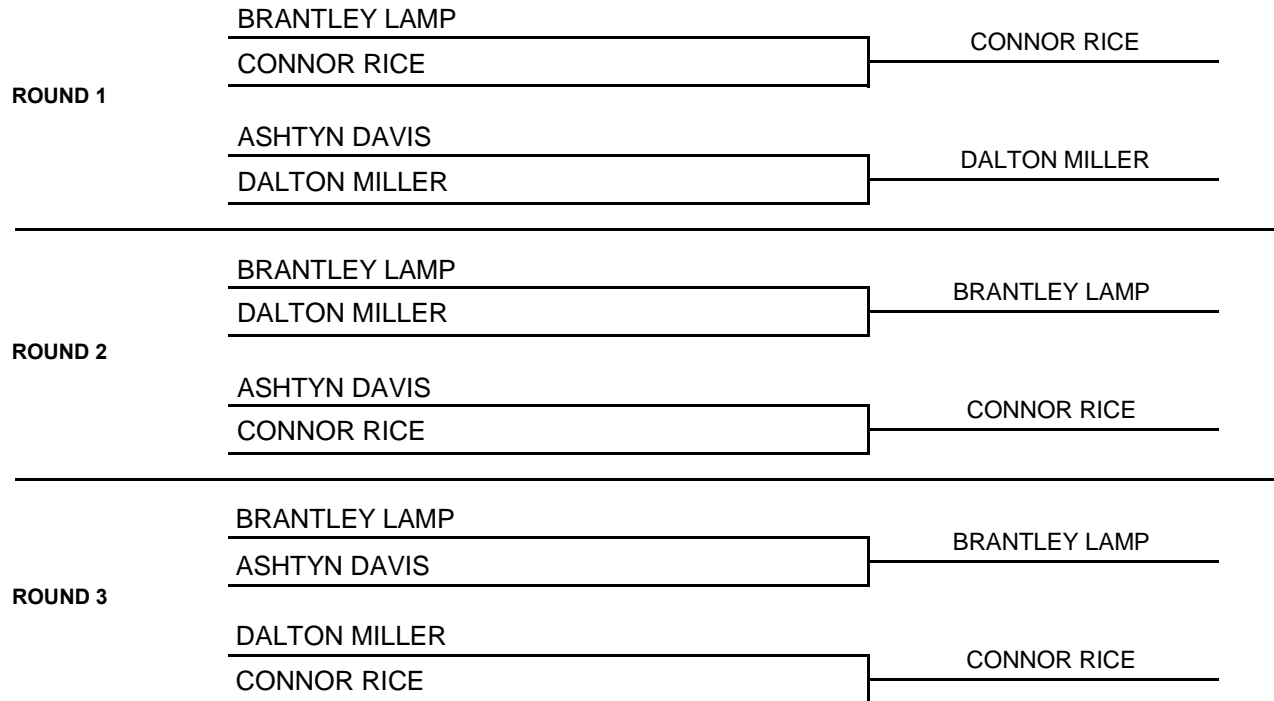 BRANTLEY LAMP
CONNOR RICE
CONNOR RICE
ROUND 1
ASHTYN DAVIS
DALTON MILLER
DALTON MILLER
BRANTLEY LAMP
BRANTLEY LAMP
DALTON MILLER
ROUND 2
ASHTYN DAVIS
CONNOR RICE
CONNOR RICE
BRANTLEY LAMP
BRANTLEY LAMP
ASHTYN DAVIS
ROUND 3
DALTON MILLER
CONNOR RICE
CONNOR RICE